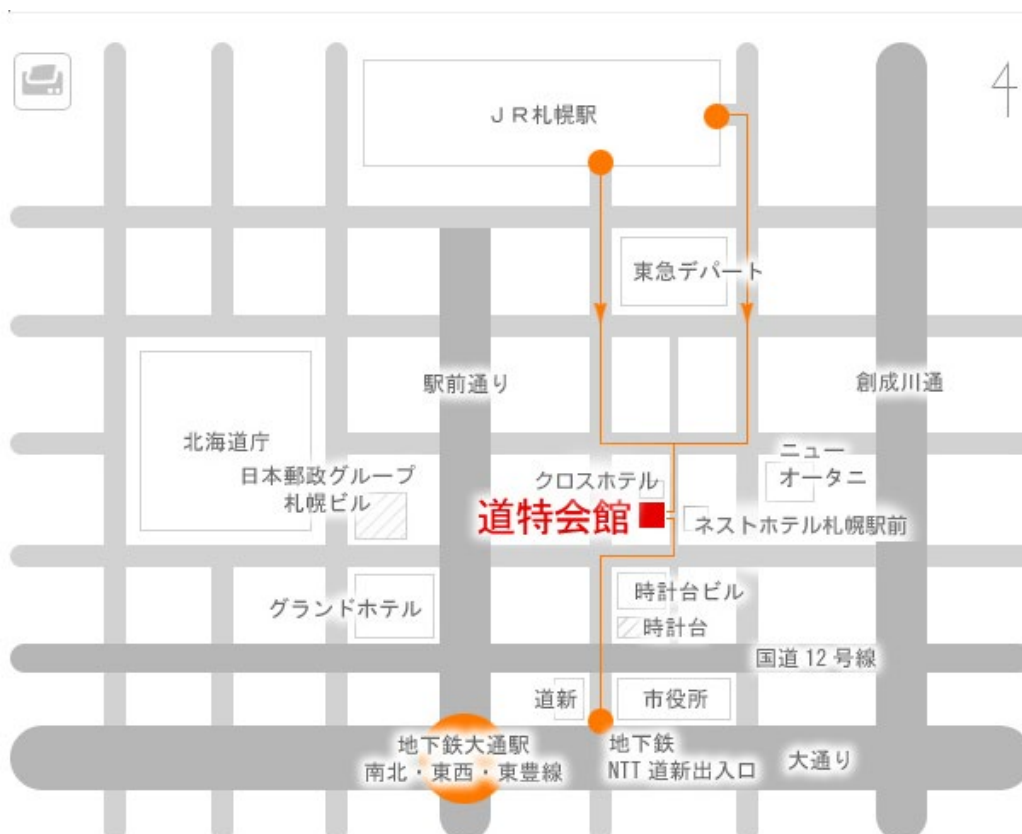 JR札幌駅
東急デパート
駅前通り
創成川通
北海道庁
日本郵政グループ
札幌ビル
クロスホテル
ニュー
オータニ
道特会館
ネストホテル札幌駅前
グランドホテル
時計台ビル
時計台
国道12号線
道新
市役所
地下鉄大通駅
南北・東西・東豊線
地下鉄
NTT道新出入口
大通り